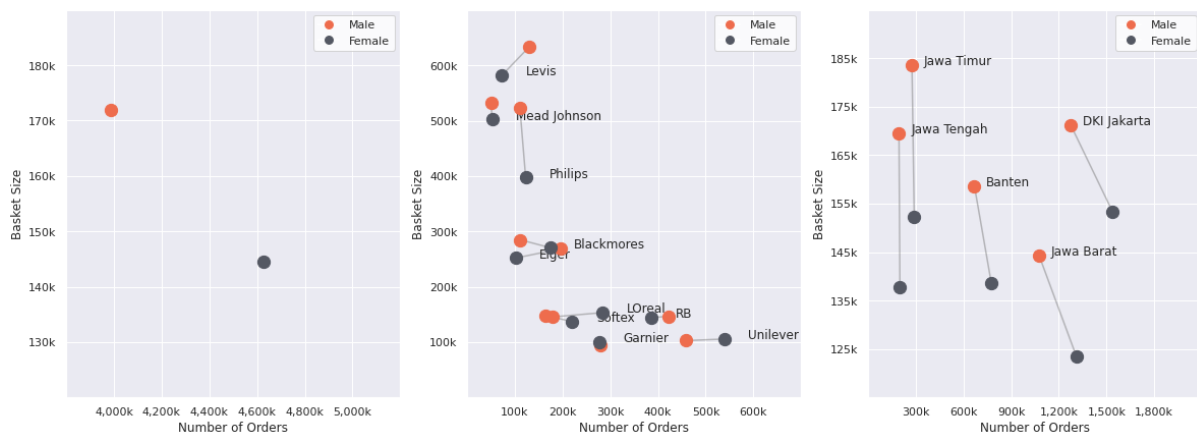 Male
Female
180k
170k
160k
150k
140k
130k
Basket Size
4,000k 4,200k 4,400k 4,600k 4,800k 5,000k
Number of Orders
Male
Female
600k
500k
400k
300k
200k
100k
Basket Size
Levis
Mead Johnson
Philips
Blackmores
Eiger
LOreal
RB
Softex
Garnier
Unilever
100k 200k 300k 400k 500k 600k
Number of Orders
Male
Female
185k
175k
165k
155k
145k
135k
125k
Basket Size
Jawa Timur
DKI Jakarta
Jawa Tengah
Banten
Jawa Barat
300k 600k 900k 1,200k 1,500k 1,800k
Number of Orders